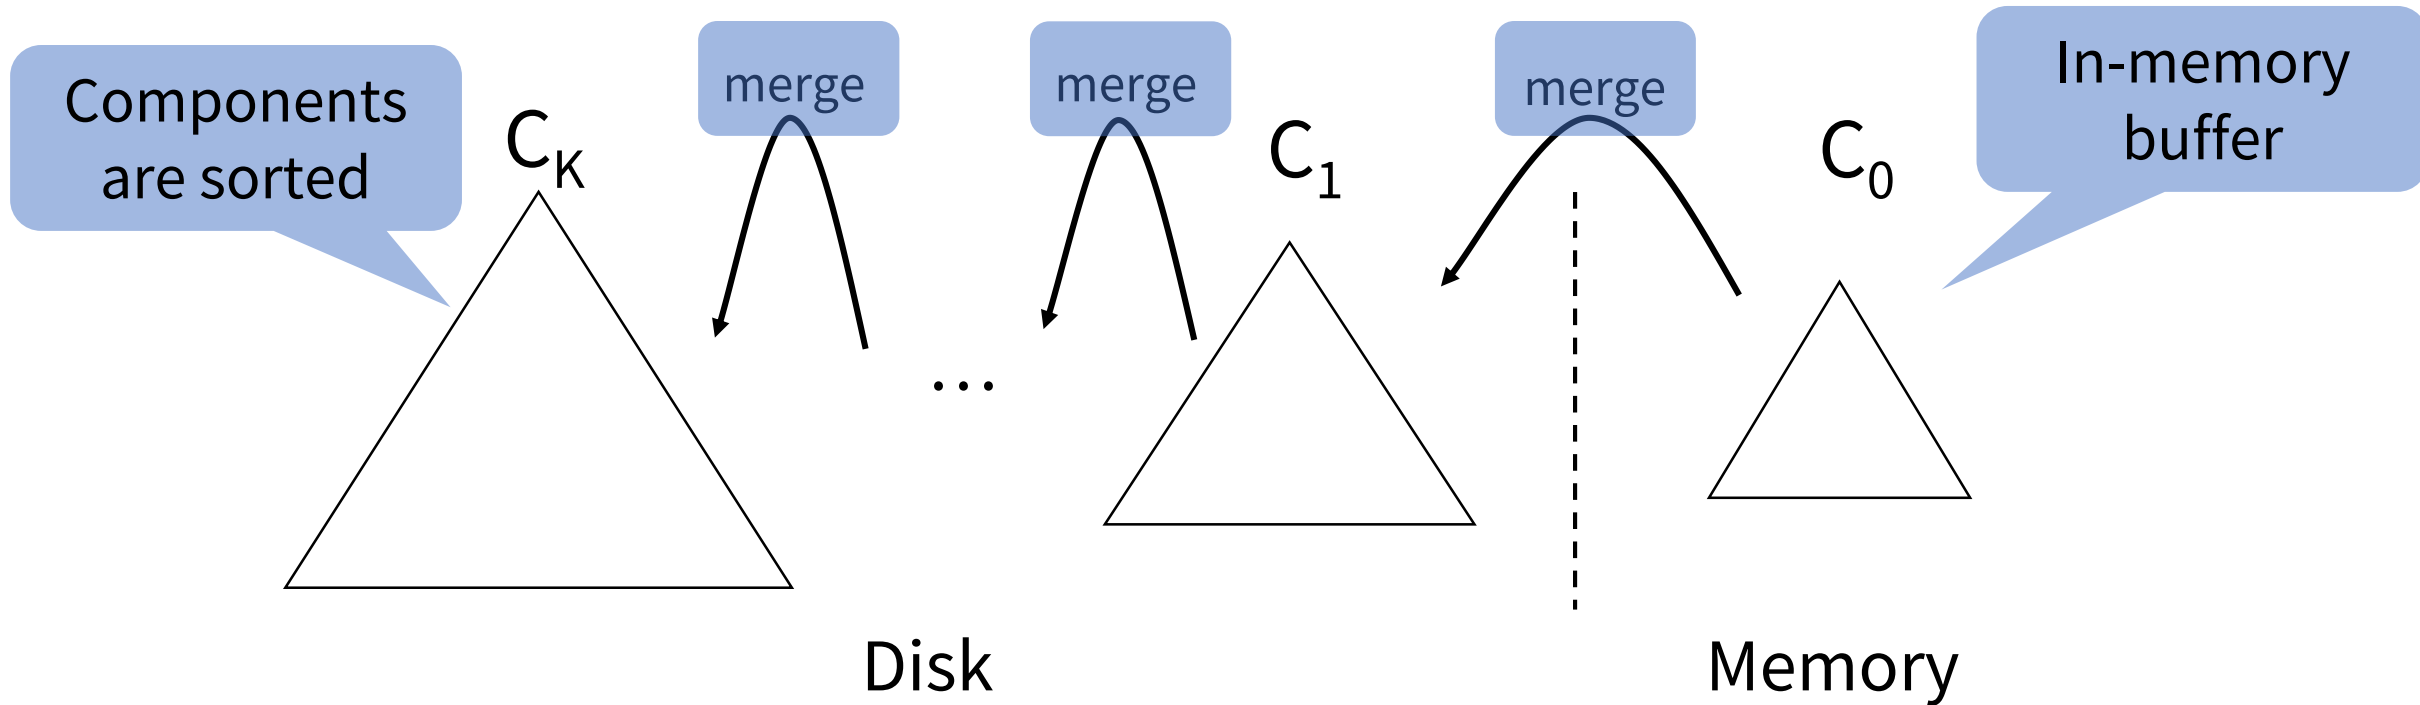 Components
are sorted
C_K
merge
merge
C_1
merge
C_0
In-memory
buffer
...
Disk
Memory